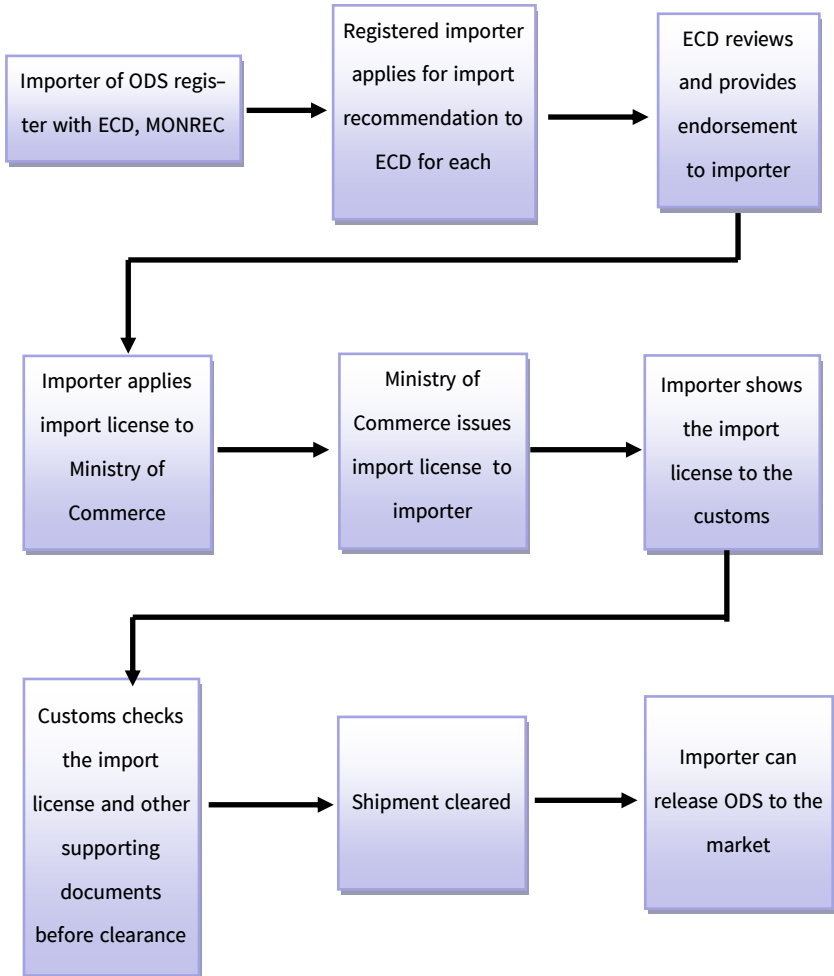 Importer of ODS regis–
ter with ECD, MONREC
Registered importer
applies for import
recommendation to
ECD for each
ECD reviews
and provides
endorsement
to importer
Importer applies
import license to
Ministry of
Commerce
Ministry of
Commerce issues
import license to
importer
Importer shows
the import
license to the
customs
Customs checks
the import
license and other
supporting
documents
before clearance
Shipment cleared
Importer can
release ODS to the
market